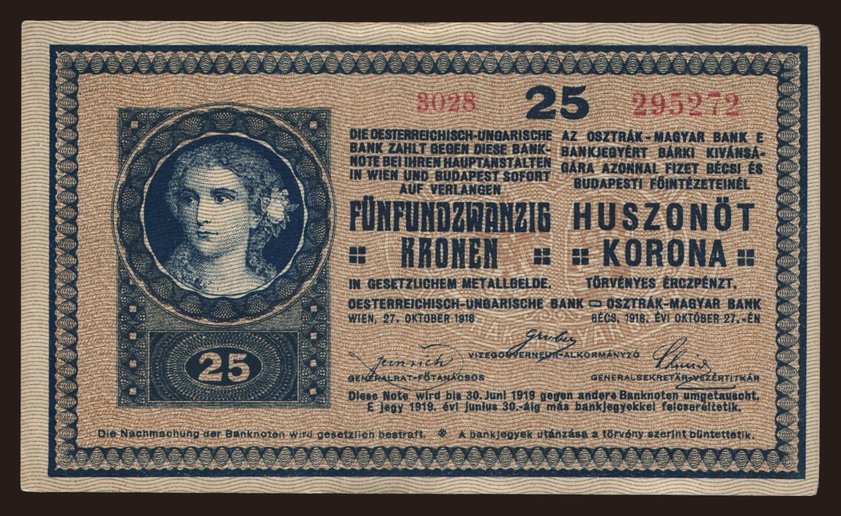 3028 25 295272
DIE OESTERREICHISCH-UNGARISCHE
BANK ZAHLT GEGEN DIESE BANK-
NOTE BEI IHREN HAUPTANSTALTEN
IN WIEN UND BUDAPEST SOFORT
AUF VERLANGEN
FÜNFUNDZWANZIG
KRONEN
IN GESETZLICHEM METALLGELDE.
AZ OSZTRÁK-MAGYAR BANK E
BANKJEGYÉRT BÁRKI KIVÁNSÁ-
GÁRA AZONNAL FIZET BÉCSI ÉS
BUDAPESTI FŐINTÉZETEINÉL
HUSZONÖT
KORONA
TÖRVÉNYES ÉRCZPÉNZT.
OESTERREICHISCH-UNGARISCHE BANK OSZTRÁK-MAGYAR BANK
WIEN, 27. OKTOBER 1918 BÉCS, 1918. ÉVI OKTÓBER 27.-ÉN
VIZEGOUVERNEUR-ALKORMÁNYZÓ
GENERALRAT-FŐTANÁCSOS GENERALSEKRETÄR-VEZÉRTITKÁR
25
Diese Note wird bis 30. Juni 1919 gegen andere Banknoten umgetauscht.
E jegy 1919. évi junius 30.-áig más bankjegyekkel felcseréltetik.
Die Nachmachung der Banknoten wird gesetzlich bestraft. A bankjegyek utánzása a törvény szerint büntettetik.